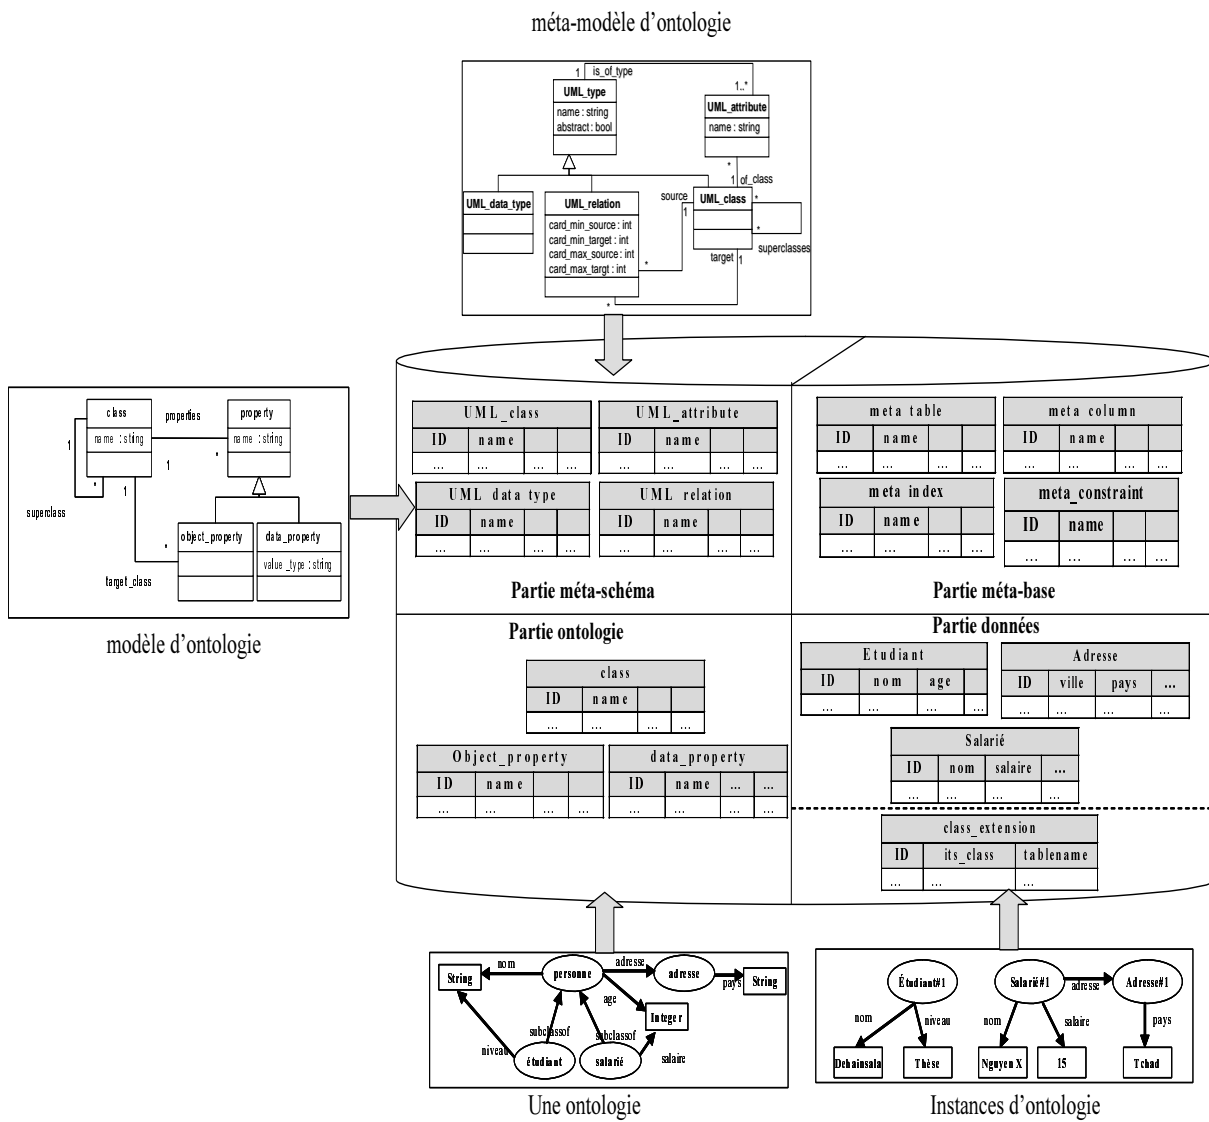 méta-modèle d'ontologie
1 is_of_type
1..*
UML_type
name : string
abstract : bool
UML_attribute
name : string
*
1 of_class
UML_data_type
UML_relation
card_min_source : int
card_min_target : int
card_max_source : int
card_max_targt : int
source
1
UML_class
*
*
superclasses
target
1
*
*
class
name : string
properties
property
name : string
1
1
*
*
1
superclass
*
object_property
data_property
value_type : string
target_class
modèle d'ontologie
UML_class
ID name
... ... ... ...
UML_attribute
ID name
... ... ... ...
UML data type
ID name
... ... ... ...
UML relation
ID name
... ... ... ...
Partie méta-schéma
meta table
ID name
... ... ... ...
meta column
ID name
... ... ... ...
meta index
ID name
... ... ... ...
meta_constraint
ID name
... ... ... ...
Partie méta-base
Partie ontologie
class
ID name
... ... ... ...
Object_property
ID name
... ... ... ...
data_property
ID name ... ...
... ... ... ...
Partie données
Etudiant
ID nom age
... ... ... ...
Adresse
ID ville pays ...
... ... ... ...
Salarié
ID nom salaire ...
... ... ... ...
class_extension
ID its_class tablename
... ... ...
String
nom
personne
adresse
adresse
pays
String
age
Integer
subclassof
subclassof
niveau
étudiant
salarié
salaire
Une ontologie
Étudiant#1
Salarié#1
adresse
Adresse#1
nom
niveau
nom
salaire
pays
Dehainsala
Thèse
Nguyen X
15
Tchad
Instances d'ontologie